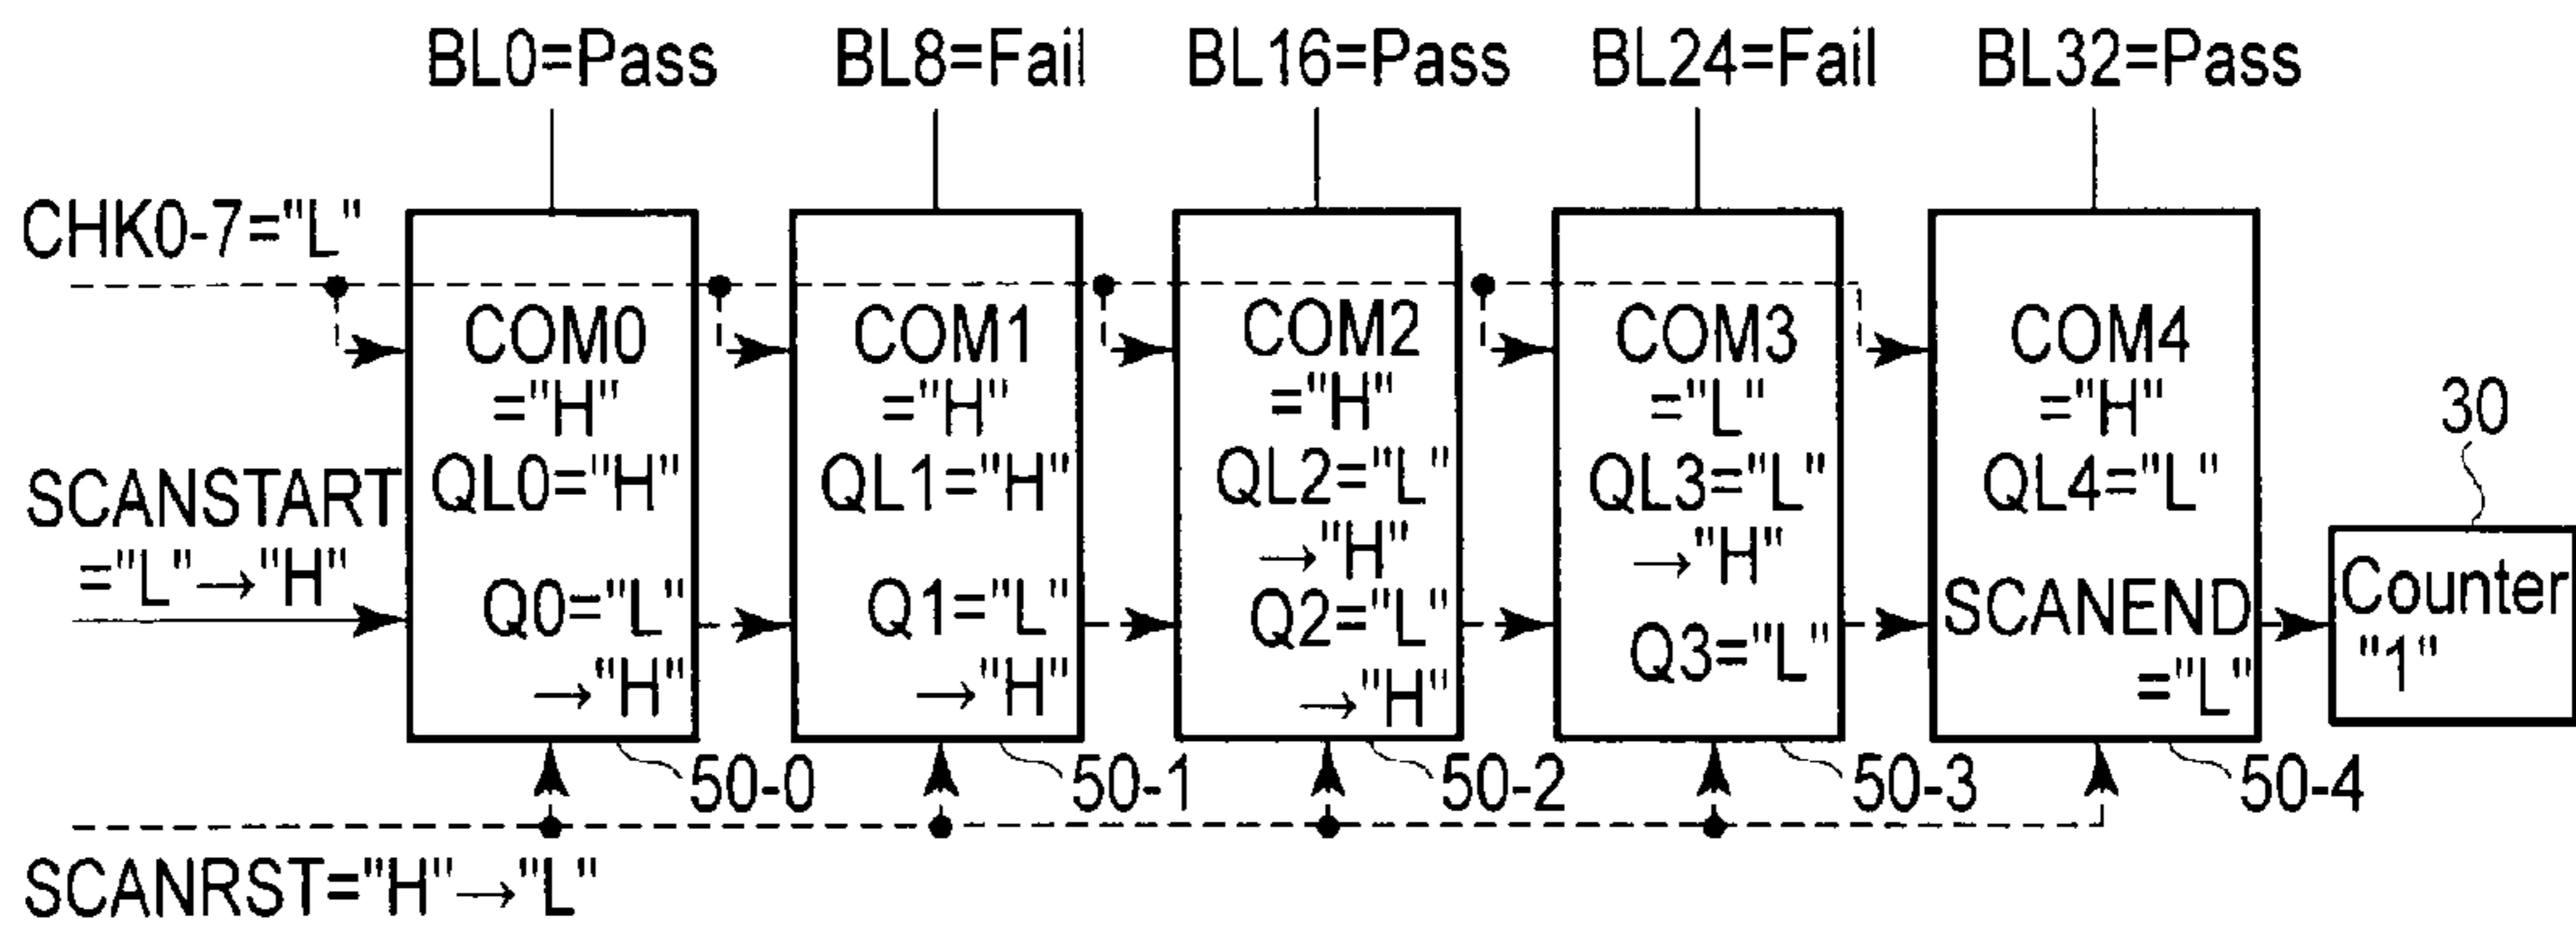 BL0=Pass
BL8=Fail
BL16=Pass
BL24=Fail
BL32=Pass
CHK0-7="L"
SCANSTART
="L"→"H"
COM0
="H"
QL0="H"
Q0="L"
→"H"
50-0
COM1
="H"
QL1="H"
Q1="L"
→"H"
50-1
COM2
="H"
QL2="L"
→"H"
Q2="L"
→"H"
50-2
COM3
="L"
QL3="L"
→"H"
Q3="L"
50-3
COM4
="H"
QL4="L"
SCANEND
="L"
50-4
30
Counter
"1"
SCANRST="H"→"L"